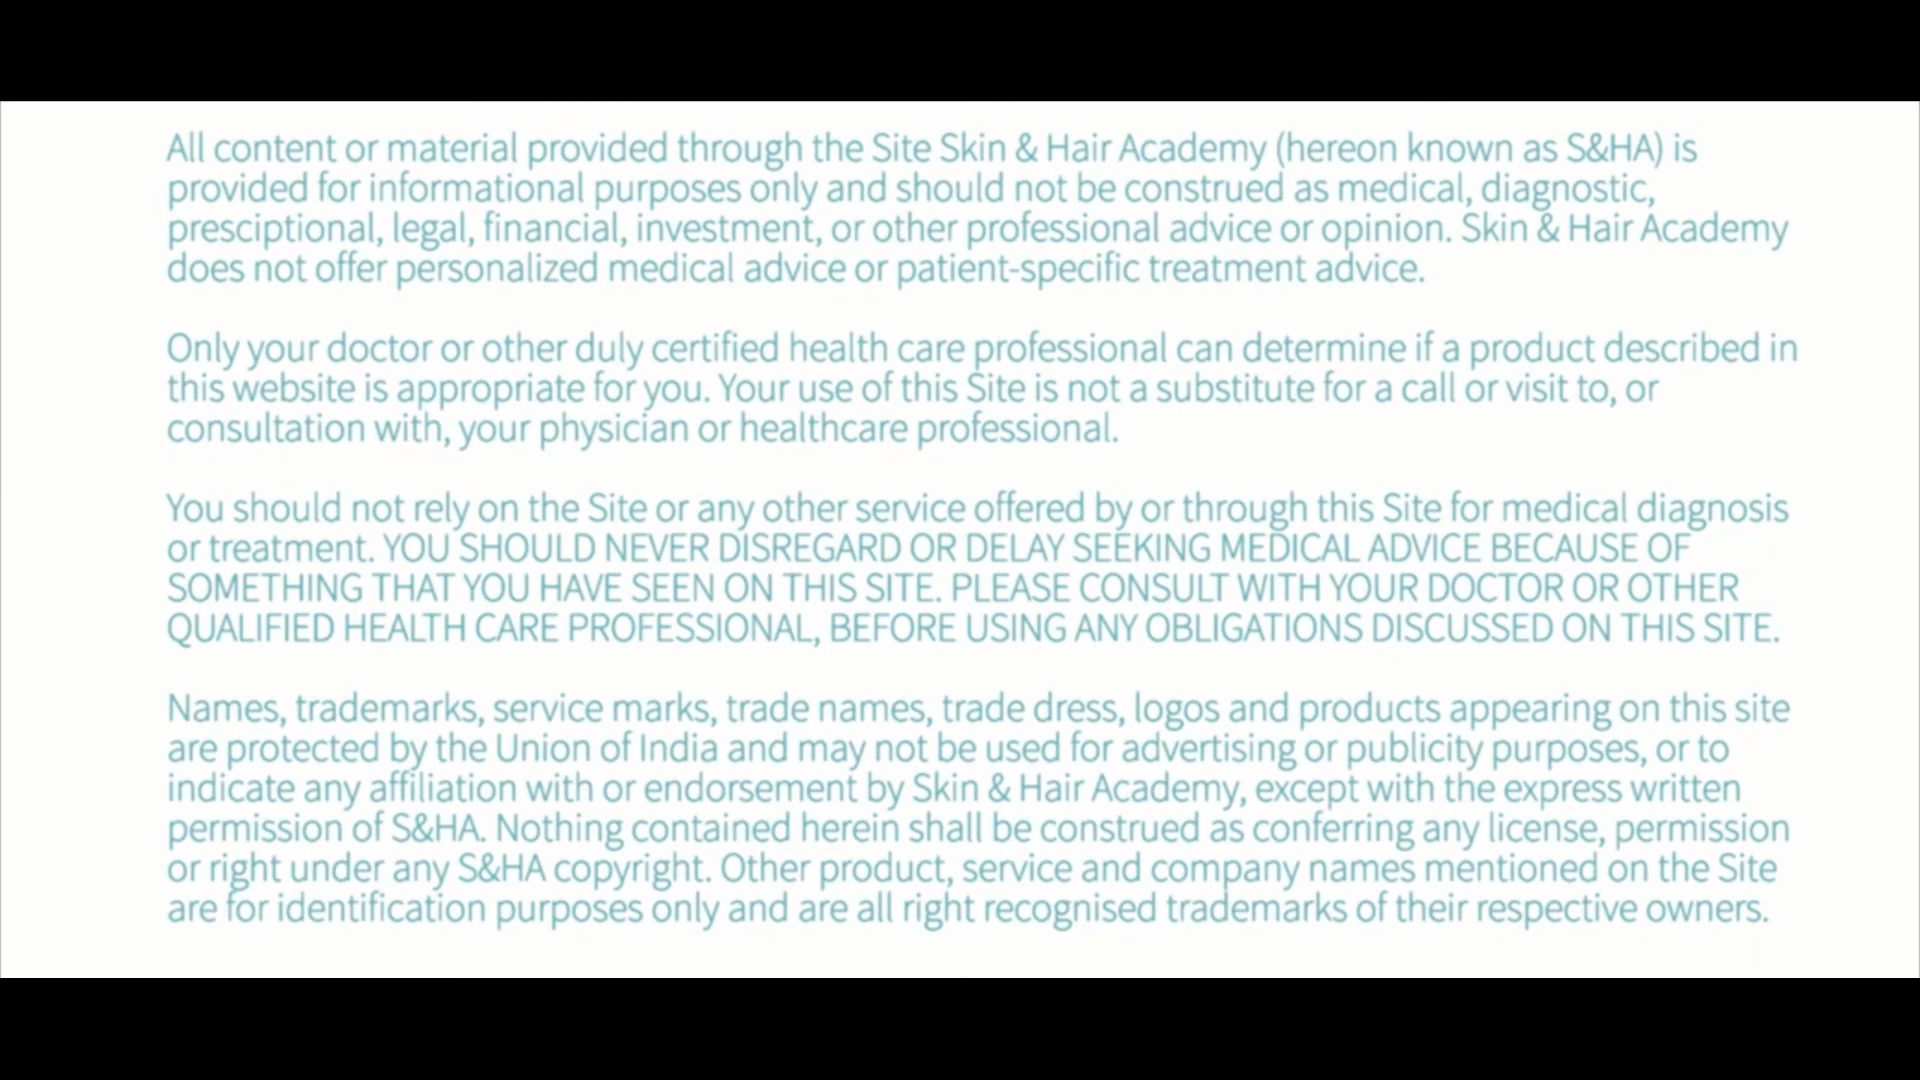 All content or material provided through the Site Skin & Hair Academy (hereon known as S&HA) is
provided for informational purposes only and should not be construed as medical, diagnostic,
presciptional, legal, financial, investment, or other professional advice or opinion. Skin & Hair Academy
does not offer personalized medical advice or patient-specific treatment advice.
Only your doctor or other duly certified health care professional can determine if a product described in
this website is appropriate for you. Your use of this Site is not a substitute for a call or visit to, or
consultation with, your physician or healthcare professional.
You should not rely on the Site or any other service offered by or through this Site for medical diagnosis
or treatment. YOU SHOULD NEVER DISREGARD OR DELAY SEEKING MEDICAL ADVICE BECAUSE OF
SOMETHING THAT YOU HAVE SEEN ON THIS SITE. PLEASE CONSULT WITH YOUR DOCTOR OR OTHER
QUALIFIED HEALTH CARE PROFESSIONAL, BEFORE USING ANY OBLIGATIONS DISCUSSED ON THIS SITE.
Names, trademarks, service marks, trade names, trade dress, logos and products appearing on this site
are protected by the Union of India and may not be used for advertising or publicity purposes, or to
indicate any affiliation with or endorsement by Skin & Hair Academy, except with the express written
permission of S&HA. Nothing contained herein shall be construed as conferring any license, permission
or right under any S&HA copyright. Other product, service and company names mentioned on the Site
are for identification purposes only and are all right recognised trademarks of their respective owners.